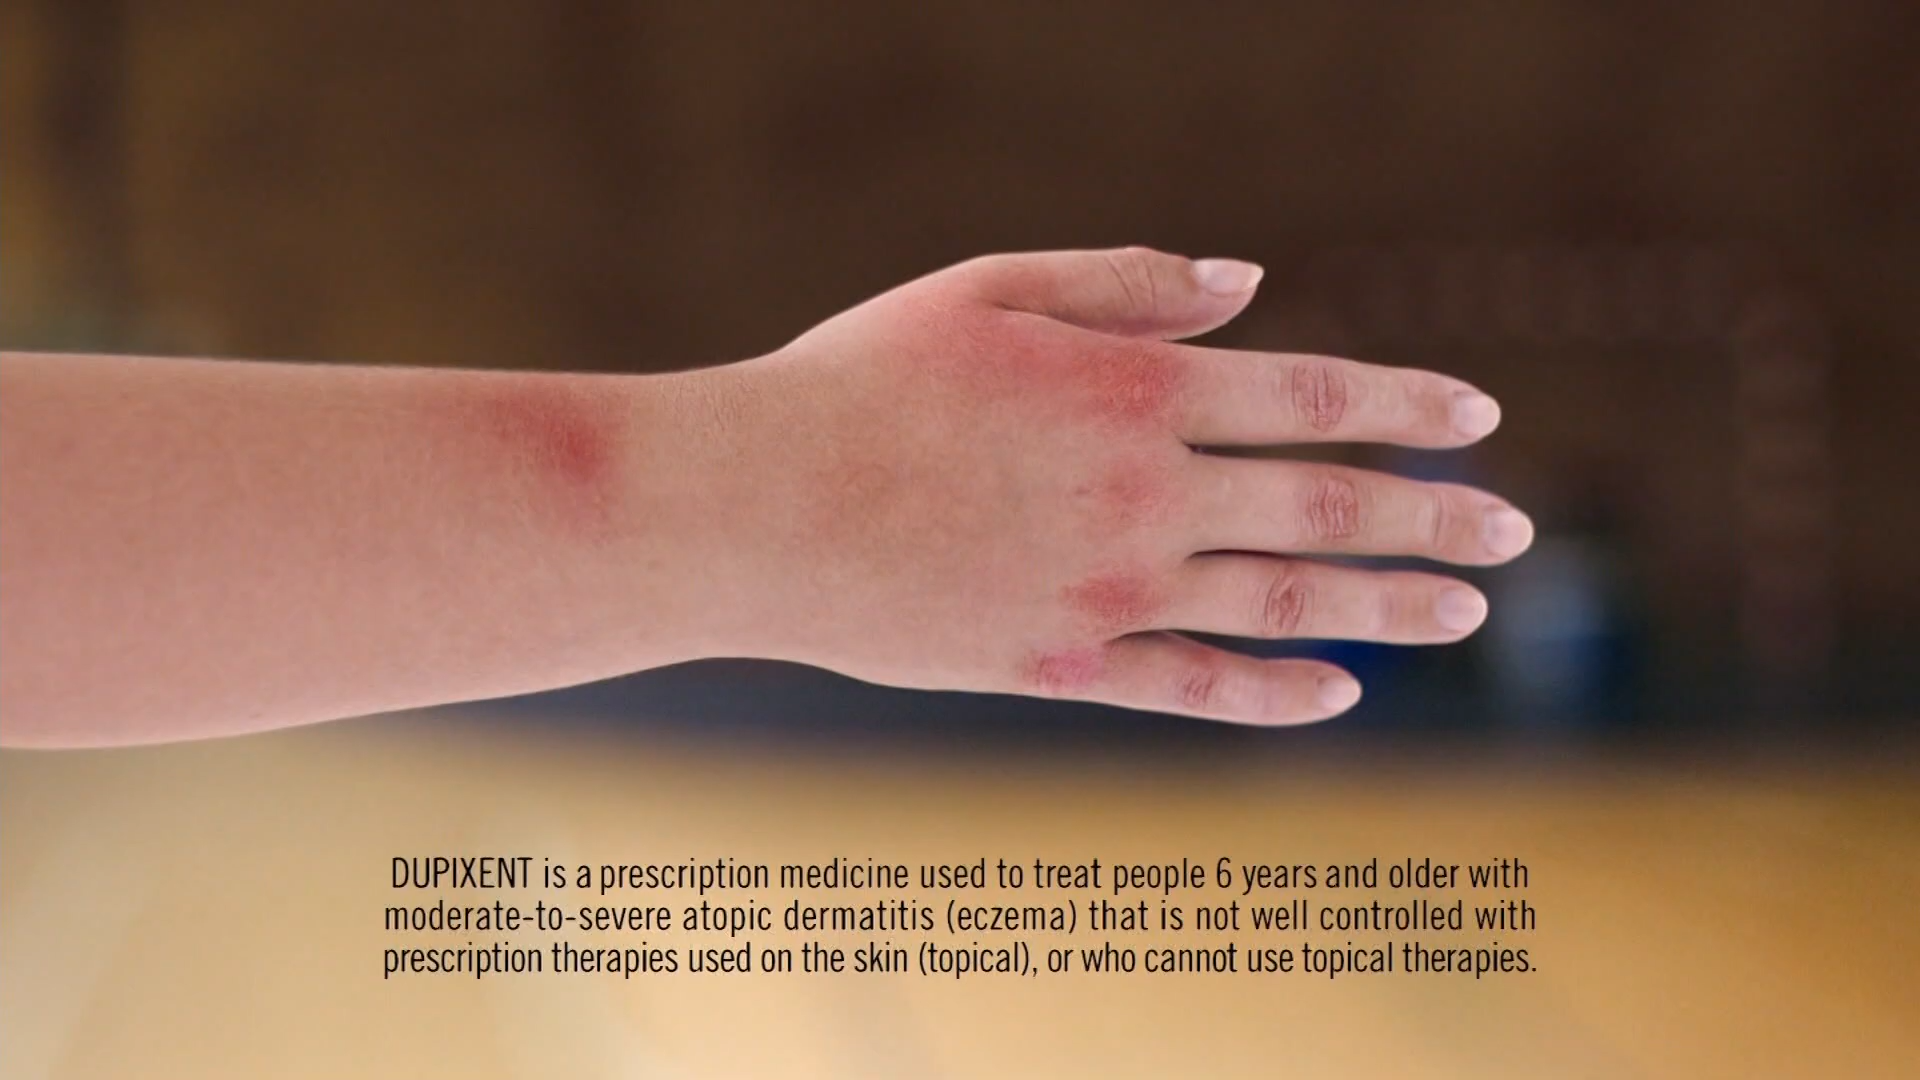 DUPIXENT is a prescription medicine used to treat people 6 years and older with
moderate-to-severe atopic dermatitis (eczema) that is not well controlled with
prescription therapies used on the skin (topical), or who cannot use topical therapies.